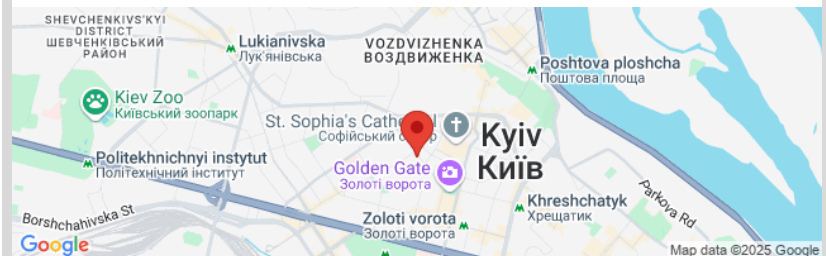 SHEVCHENKIVS'KYI
DISTRICT
ШЕВЧЕНКІВСЬКИЙ
РАЙОН
Lukianivska
Лук'янівська
VOZDVIZHENKA
ВОЗДВИЖЕНКА
Poshtova ploshcha
Поштова площа
Kiev Zoo
Київський зоопарк
St. Sophia's
Софійський
Kyiv
Київ
Politekhnichnyi instytut
Політехнічний інститут
Golden Gate
Золоті ворота
Khreshchatyk
Хрещатик
Parkova Rd
Borshchahivska St
Zoloti vorota
Золоті ворота
Google
Map data ©2025 Google